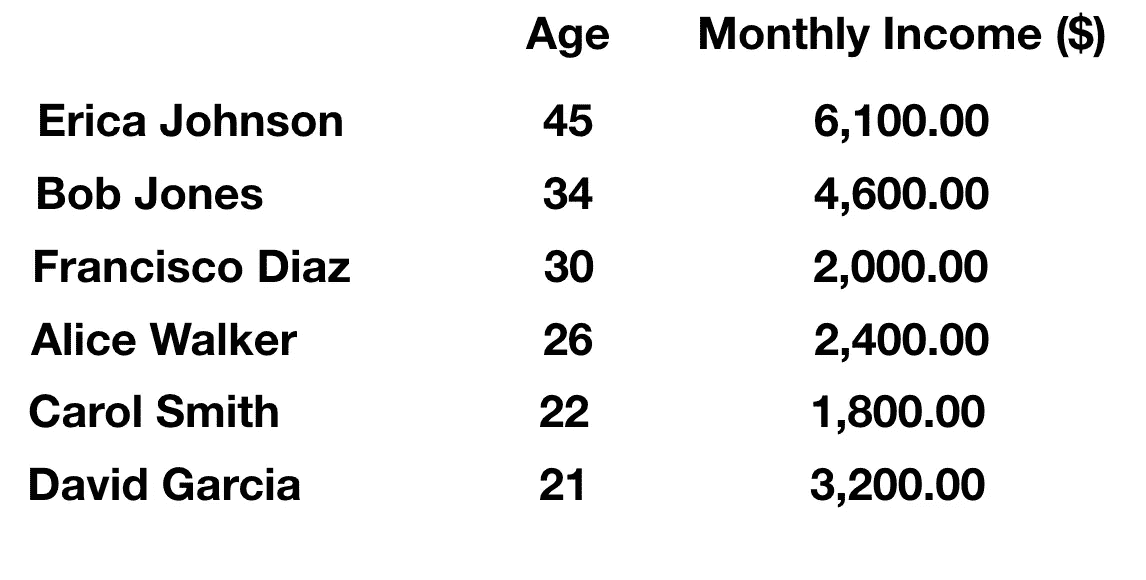 Age Monthly Income ($)
Erica Johnson 45 6,100.00
Bob Jones 34 4,600.00
Francisco Diaz 30 2,000.00
Alice Walker 26 2,400.00
Carol Smith 22 1,800.00
David Garcia 21 3,200.00